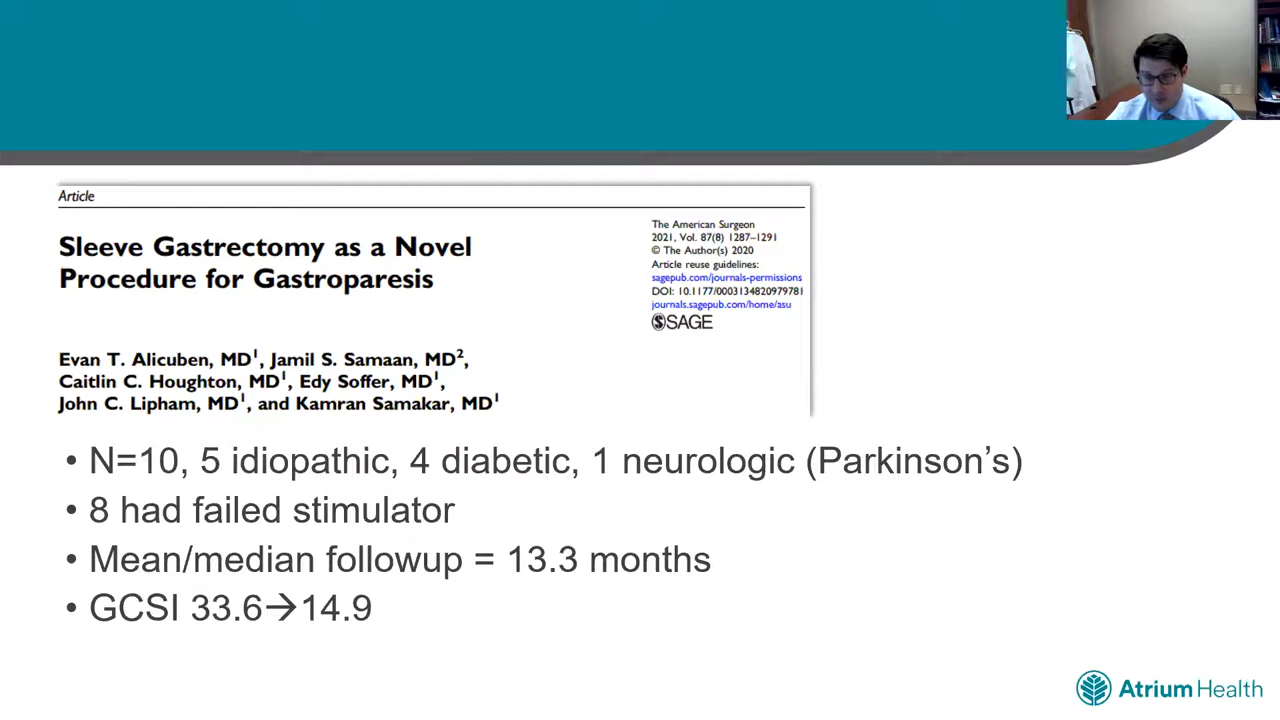 Article
Sleeve Gastrectomy as a Novel
Procedure for Gastroparesis
The American Surgeon
2021, Vol. 87(8) 1287–1291
© The Author(s) 2020
Article reuse guidelines:
sagepub.com/journals-permissions
DOI: 10.1177/0003134820979781
journals.sagepub.com/home/asu
SAGE
Evan T. Alicuben, MD1, Jamil S. Samaan, MD2,
Caitlin C. Houghton, MD1, Edy Soffer, MD1,
John C. Lipham, MD1, and Kamran Samakar, MD1
• N=10, 5 idiopathic, 4 diabetic, 1 neurologic (Parkinson’s)
• 8 had failed stimulator
• Mean/median followup = 13.3 months
• GCSI 33.6→14.9
Atrium Health